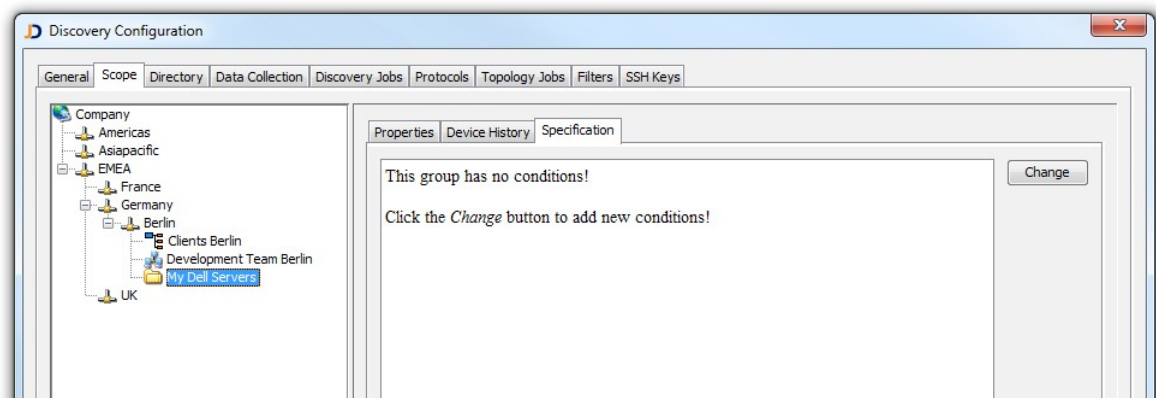 Discovery Configuration
x
General Scope Directory Data Collection Discovery Jobs Protocols Topology Jobs Filters SSH Keys
Company
Americas
Asiapacific
EMEA
France
Germany
Berlin
Clients Berlin
Development Team Berlin
My Dell Servers
UK
Properties Device History Specification
This group has no conditions!
Click the Change button to add new conditions!
Change